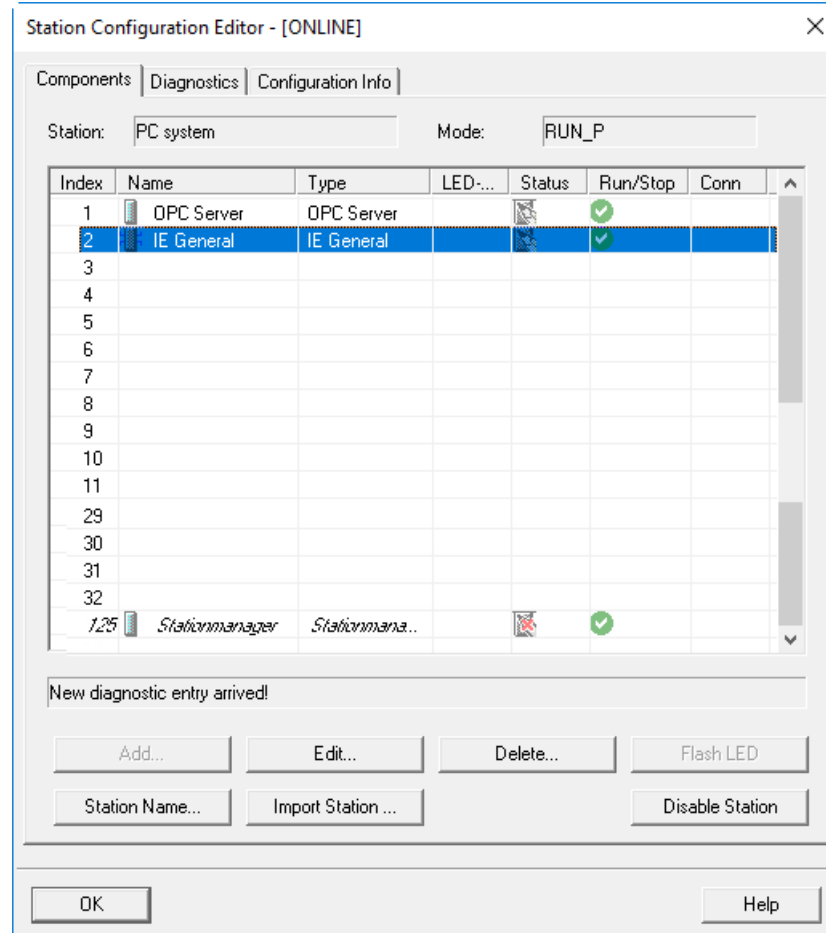 Station Configuration Editor - [ONLINE]
Components Diagnostics Configuration Info
Station: PC system Mode: RUN_P
Index Name Type LED-... Status Run/Stop Conn
1 OPC Server OPC Server
2 IE General IE General
3
4
5
6
7
8
9
10
11
29
30
31
32
125 Stationmanager Stationmana...
New diagnostic entry arrived!
Add... Edit... Delete... Flash LED
Station Name... Import Station ... Disable Station
OK Help